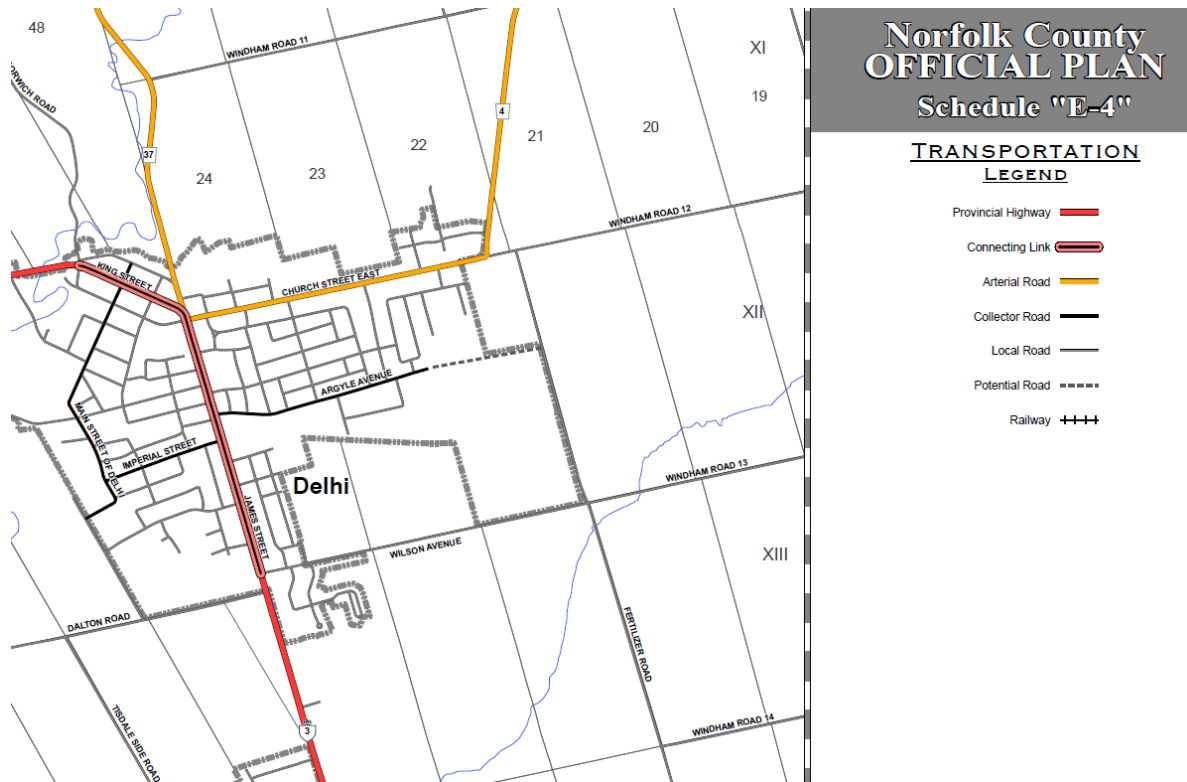 48
WINDHAM ROAD 11
XI
19
ORWICH ROAD
4
37
24
23
22
21
20
WINDHAM ROAD 12
KING STREET
CHURCH STREET EAST
XII
ARGYLE AVENUE
MAIN STREET OF DELHI
IMPERIAL STREET
WINDHAM ROAD 13
Delhi
JAMES STREET
WILSON AVENUE
XIII
DALTON ROAD
FERTILIZER ROAD
TISDALE SIDE ROAD
3
WINDHAM ROAD 14
Norfolk County
OFFICIAL PLAN
Schedule "E-4"
TRANSPORTATION
LEGEND
Provincial Highway
Connecting Link
Arterial Road
Collector Road
Local Road
Potential Road
Railway